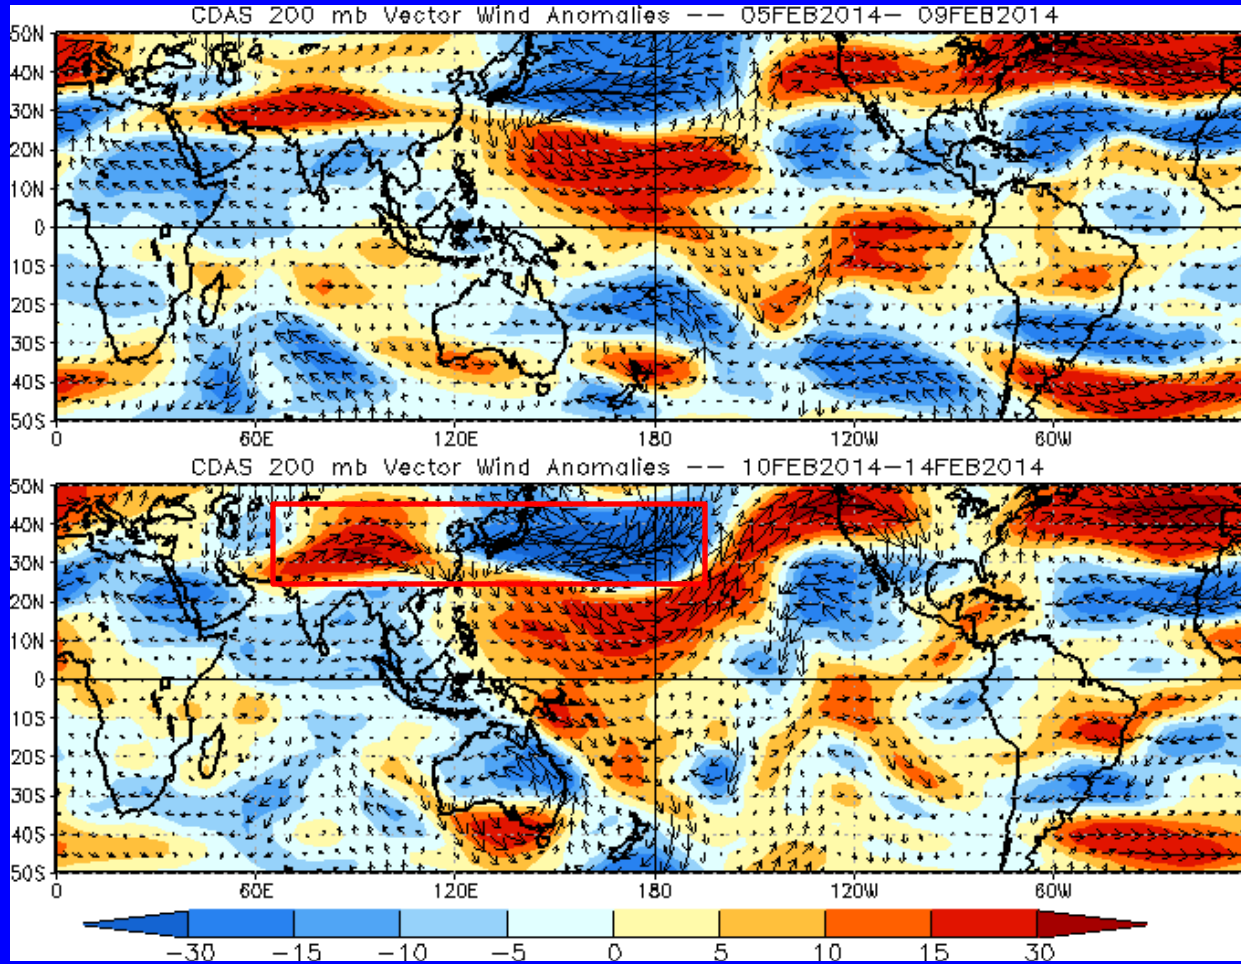 CDAS 200 mb Vector Wind Anomalies -- 05FEB2014- 09FEB2014
50N
40N
30N
20N
10N
0
10S
20S
30S
40S
50S
0 60E 120E 180 120W 60W
CDAS 200 mb Vector Wind Anomalies -- 10FEB2014-14FEB2014
50N
40N
30N
20N
10N
0
10S
20S
30S
40S
50S
0 60E 120E 180 120W 60W
-30 -15 -10 -5 0 5 10 15 30